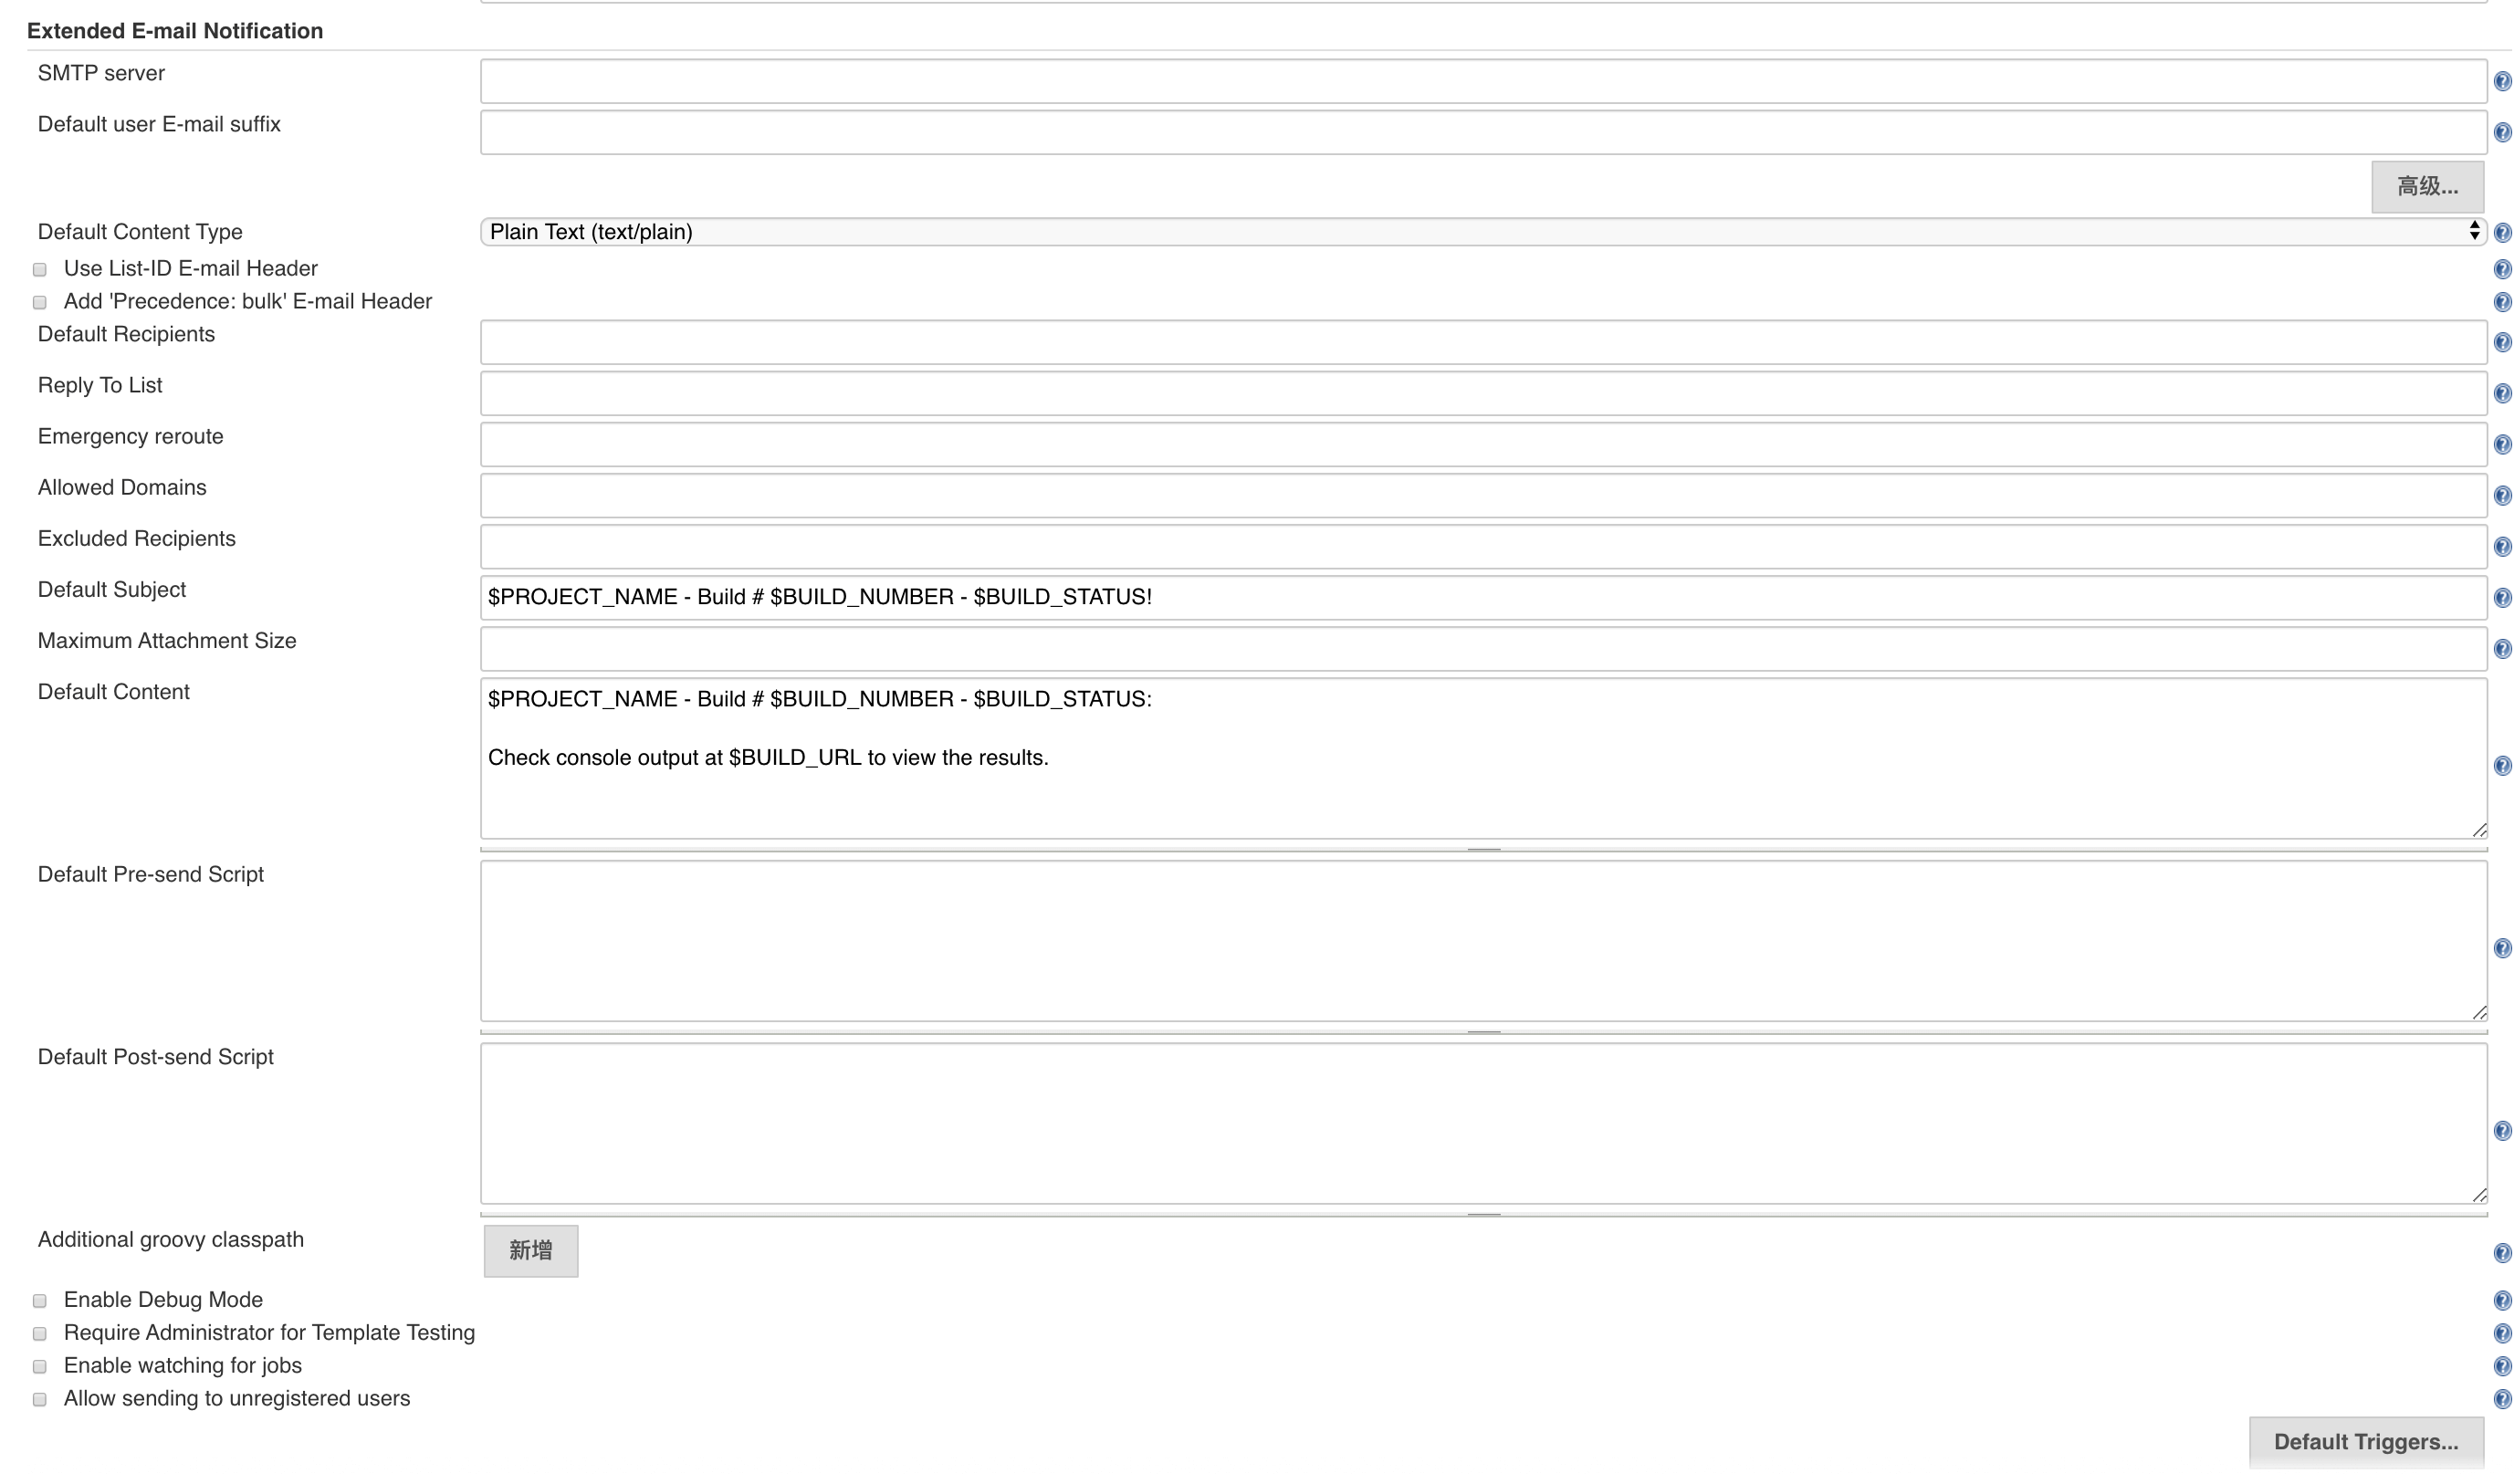 Extended E-mail Notification
SMTP server
Default user E-mail suffix
高级...
Default Content Type
Plain Text (text/plain)
Use List-ID E-mail Header
Add 'Precedence: bulk' E-mail Header
Default Recipients
Reply To List
Emergency reroute
Allowed Domains
Excluded Recipients
Default Subject
$PROJECT_NAME - Build # $BUILD_NUMBER - $BUILD_STATUS!
Maximum Attachment Size
Default Content
$PROJECT_NAME - Build # $BUILD_NUMBER - $BUILD_STATUS:
Check console output at $BUILD_URL to view the results.
Default Pre-send Script
Default Post-send Script
Additional groovy classpath
新增
Enable Debug Mode
Require Administrator for Template Testing
Enable watching for jobs
Allow sending to unregistered users
Default Triggers...